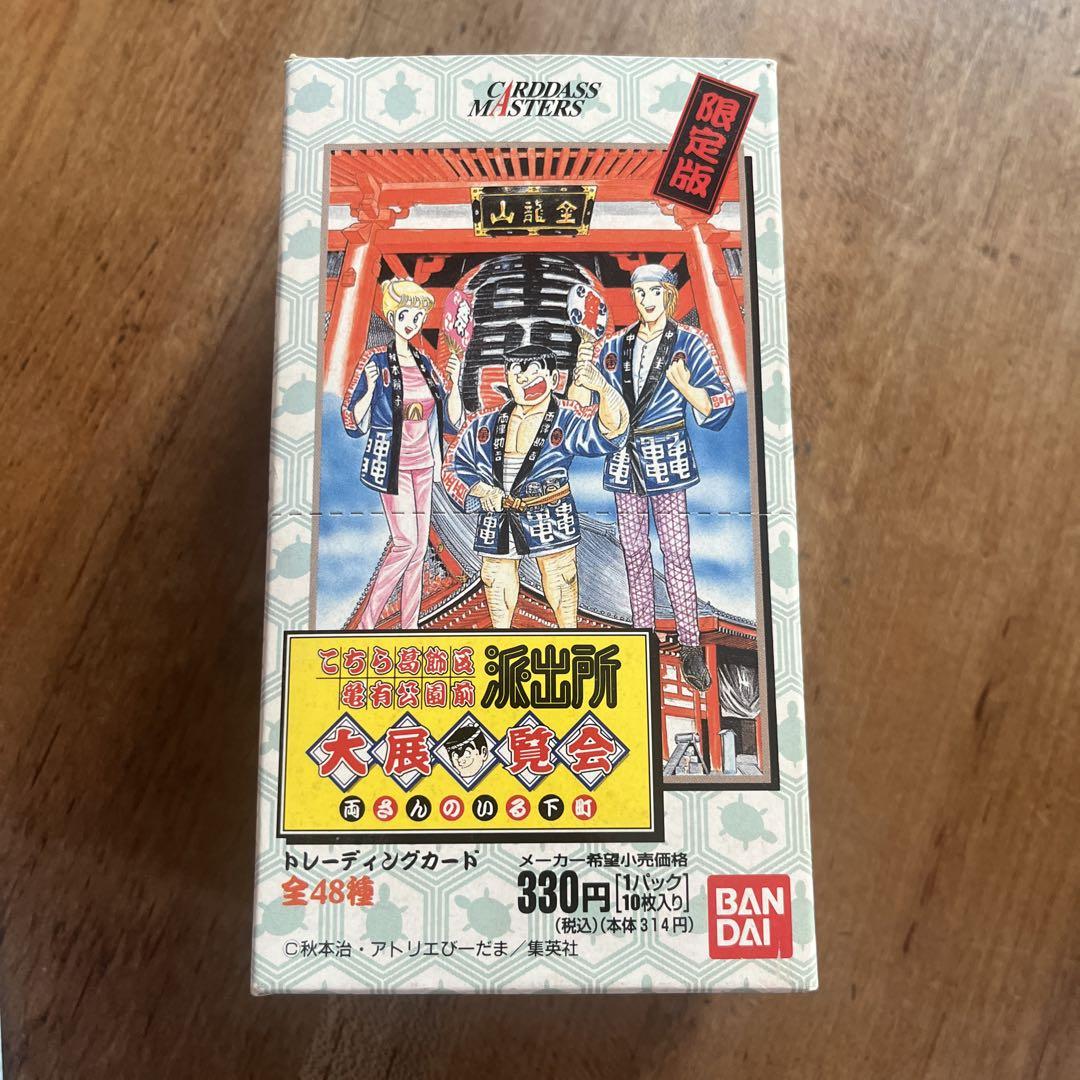 CARDDASS
MASTERS
限定版
山龍金
こちら葛飾区
亀有公園前
派出所
大展覧会
両さんのいる下町
トレーディングカード
全48種
メーカー希望小売価格
330円[1パック10枚入り]
(税込)(本体314円)
©秋本治・アトリエびーだま/集英社
BAN
DAI